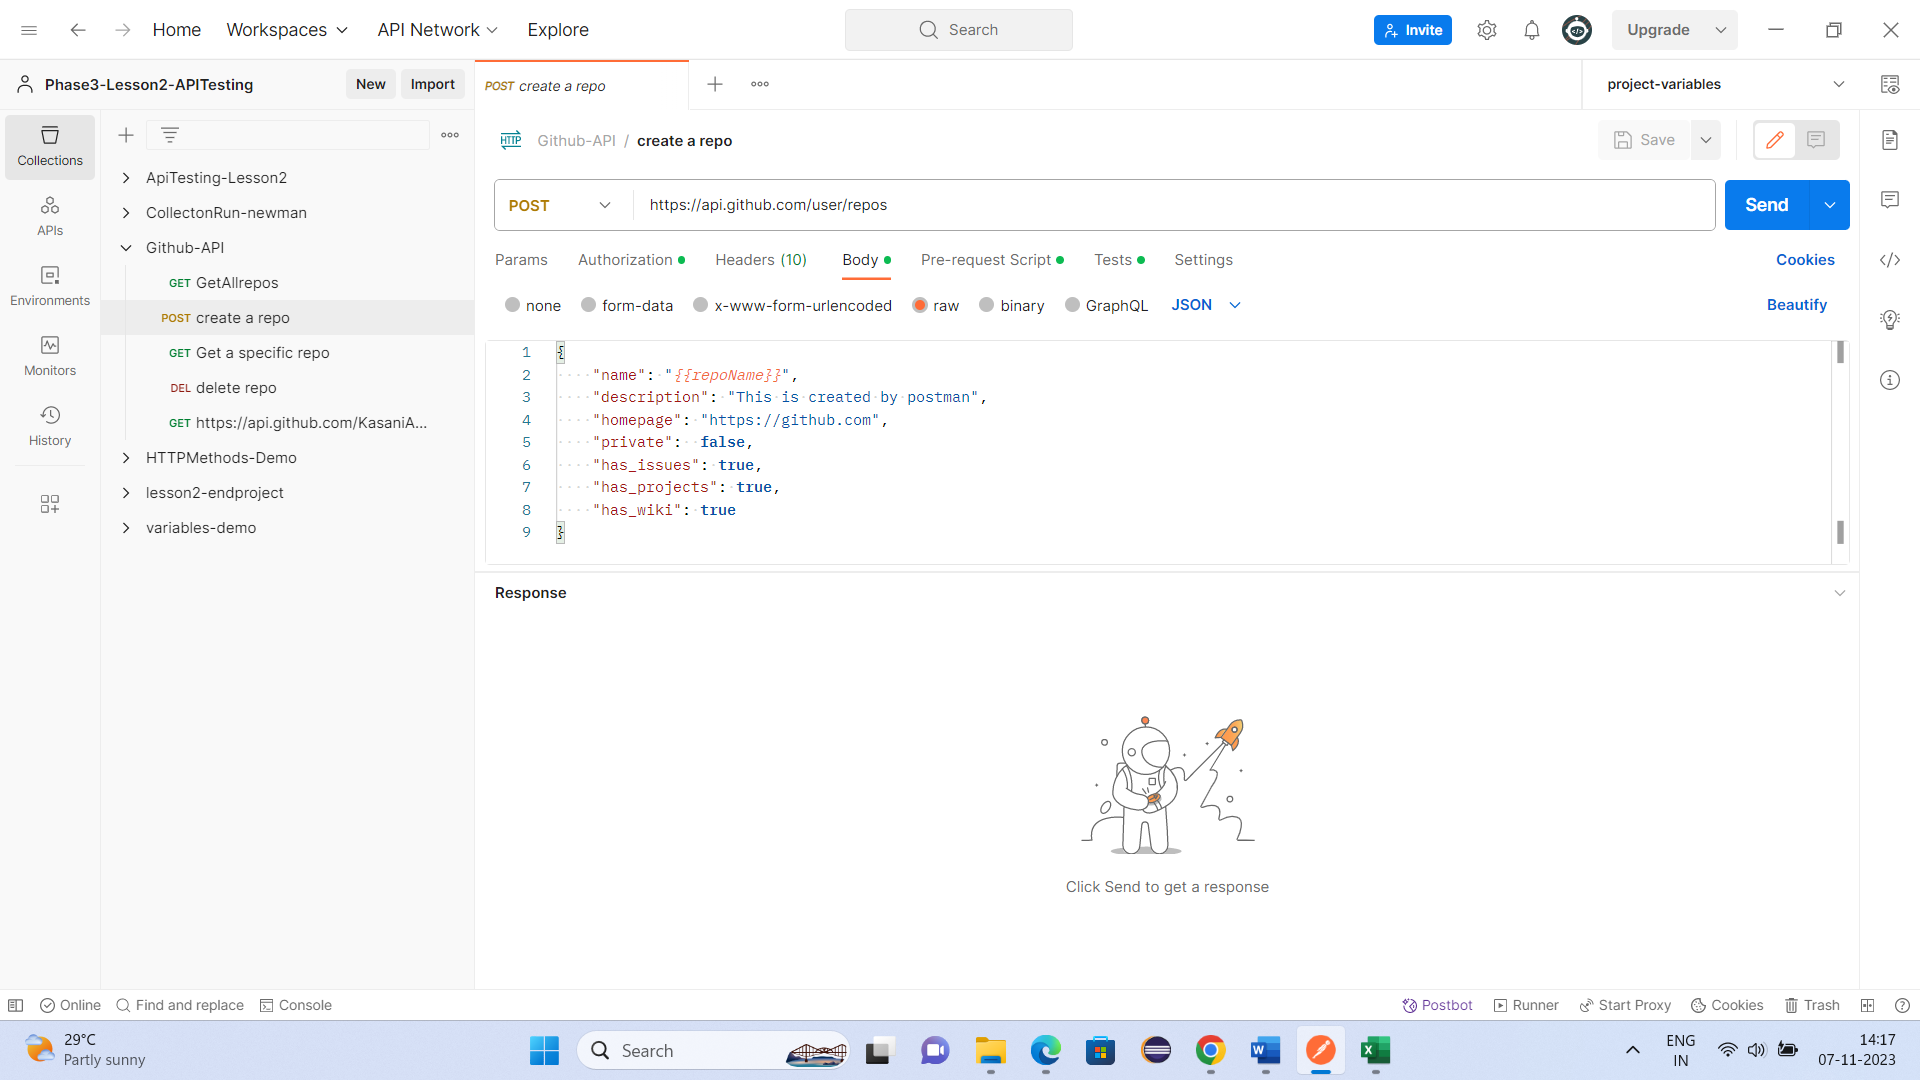 Home
Workspaces
API Network
Explore
Search
Invite
Upgrade
Phase3-Lesson2-APITesting
New
Import
POST create a repo
project-variables
Collections
APIs
Environments
Monitors
History
ApiTesting-Lesson2
CollectonRun-newman
Github-API
GET GetAllrepos
POST create a repo
GET Get a specific repo
DEL delete repo
GET https://api.github.com/KasaniA...
HTTPMethods-Demo
lesson2-endproject
variables-demo
HTTP Github-API / create a repo
Save
POST https://api.github.com/user/repos
Send
Params Authorization Headers (10) Body Pre-request Script Tests Settings
Cookies
none form-data x-www-form-urlencoded raw binary GraphQL JSON
Beautify
1 {
2 "name": "{{repoName}}",
3 "description": "This is created by postman",
4 "homepage": "https://github.com",
5 "private": false,
6 "has_issues": true,
7 "has_projects": true,
8 "has_wiki": true
9 }
Response
Click Send to get a response
Online
Find and replace
Console
Postbot
Runner
Start Proxy
Cookies
Trash
29°C
Partly sunny
Search
ENG
IN
14:17
07-11-2023